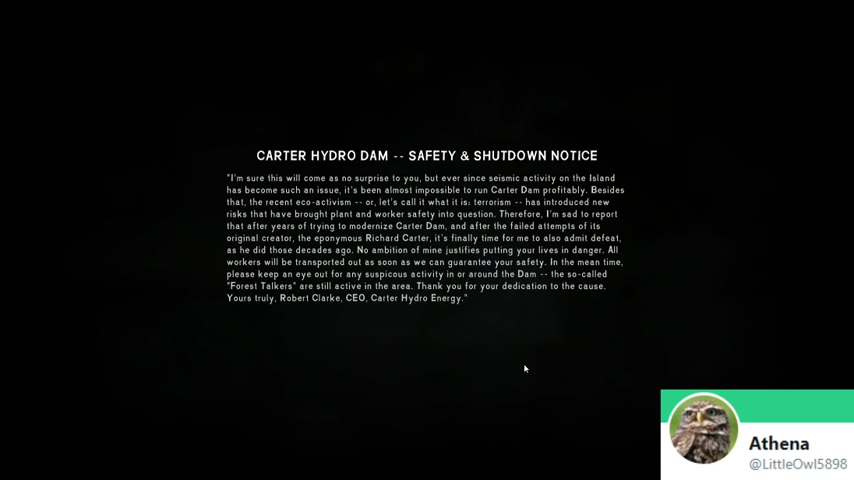 CARTER HYDRO DAM -- SAFETY & SHUTDOWN NOTICE
"I'm sure this will come as no surprise to you, but ever since seismic activity on the Island
has become such an issue, it's been almost impossible to run Carter Dam profitably. Besides
that, the recent eco-activism -- or, let's call it what it is: terrorism -- has introduced new
risks that have brought plant and worker safety into question. Therefore, I'm sad to report
that after years of trying to modernize Carter Dam, and after the failed attempts of its
original creator, the eponymous Richard Carter, it's finally time for me to also admit defeat,
as he did those decades ago. No ambition of mine justifies putting your lives in danger. All
workers will be transported out as soon as we can guarantee your safety. In the mean time,
please keep an eye out for any suspicous activity in or around the Dam -- the so-called
"Forest Talkers" are still active in the area. Thank you for your dedication to the cause.
Yours truly, Robert Clarke, CEO, Carter Hydro Energy."
Athena
@LittleOwl5898